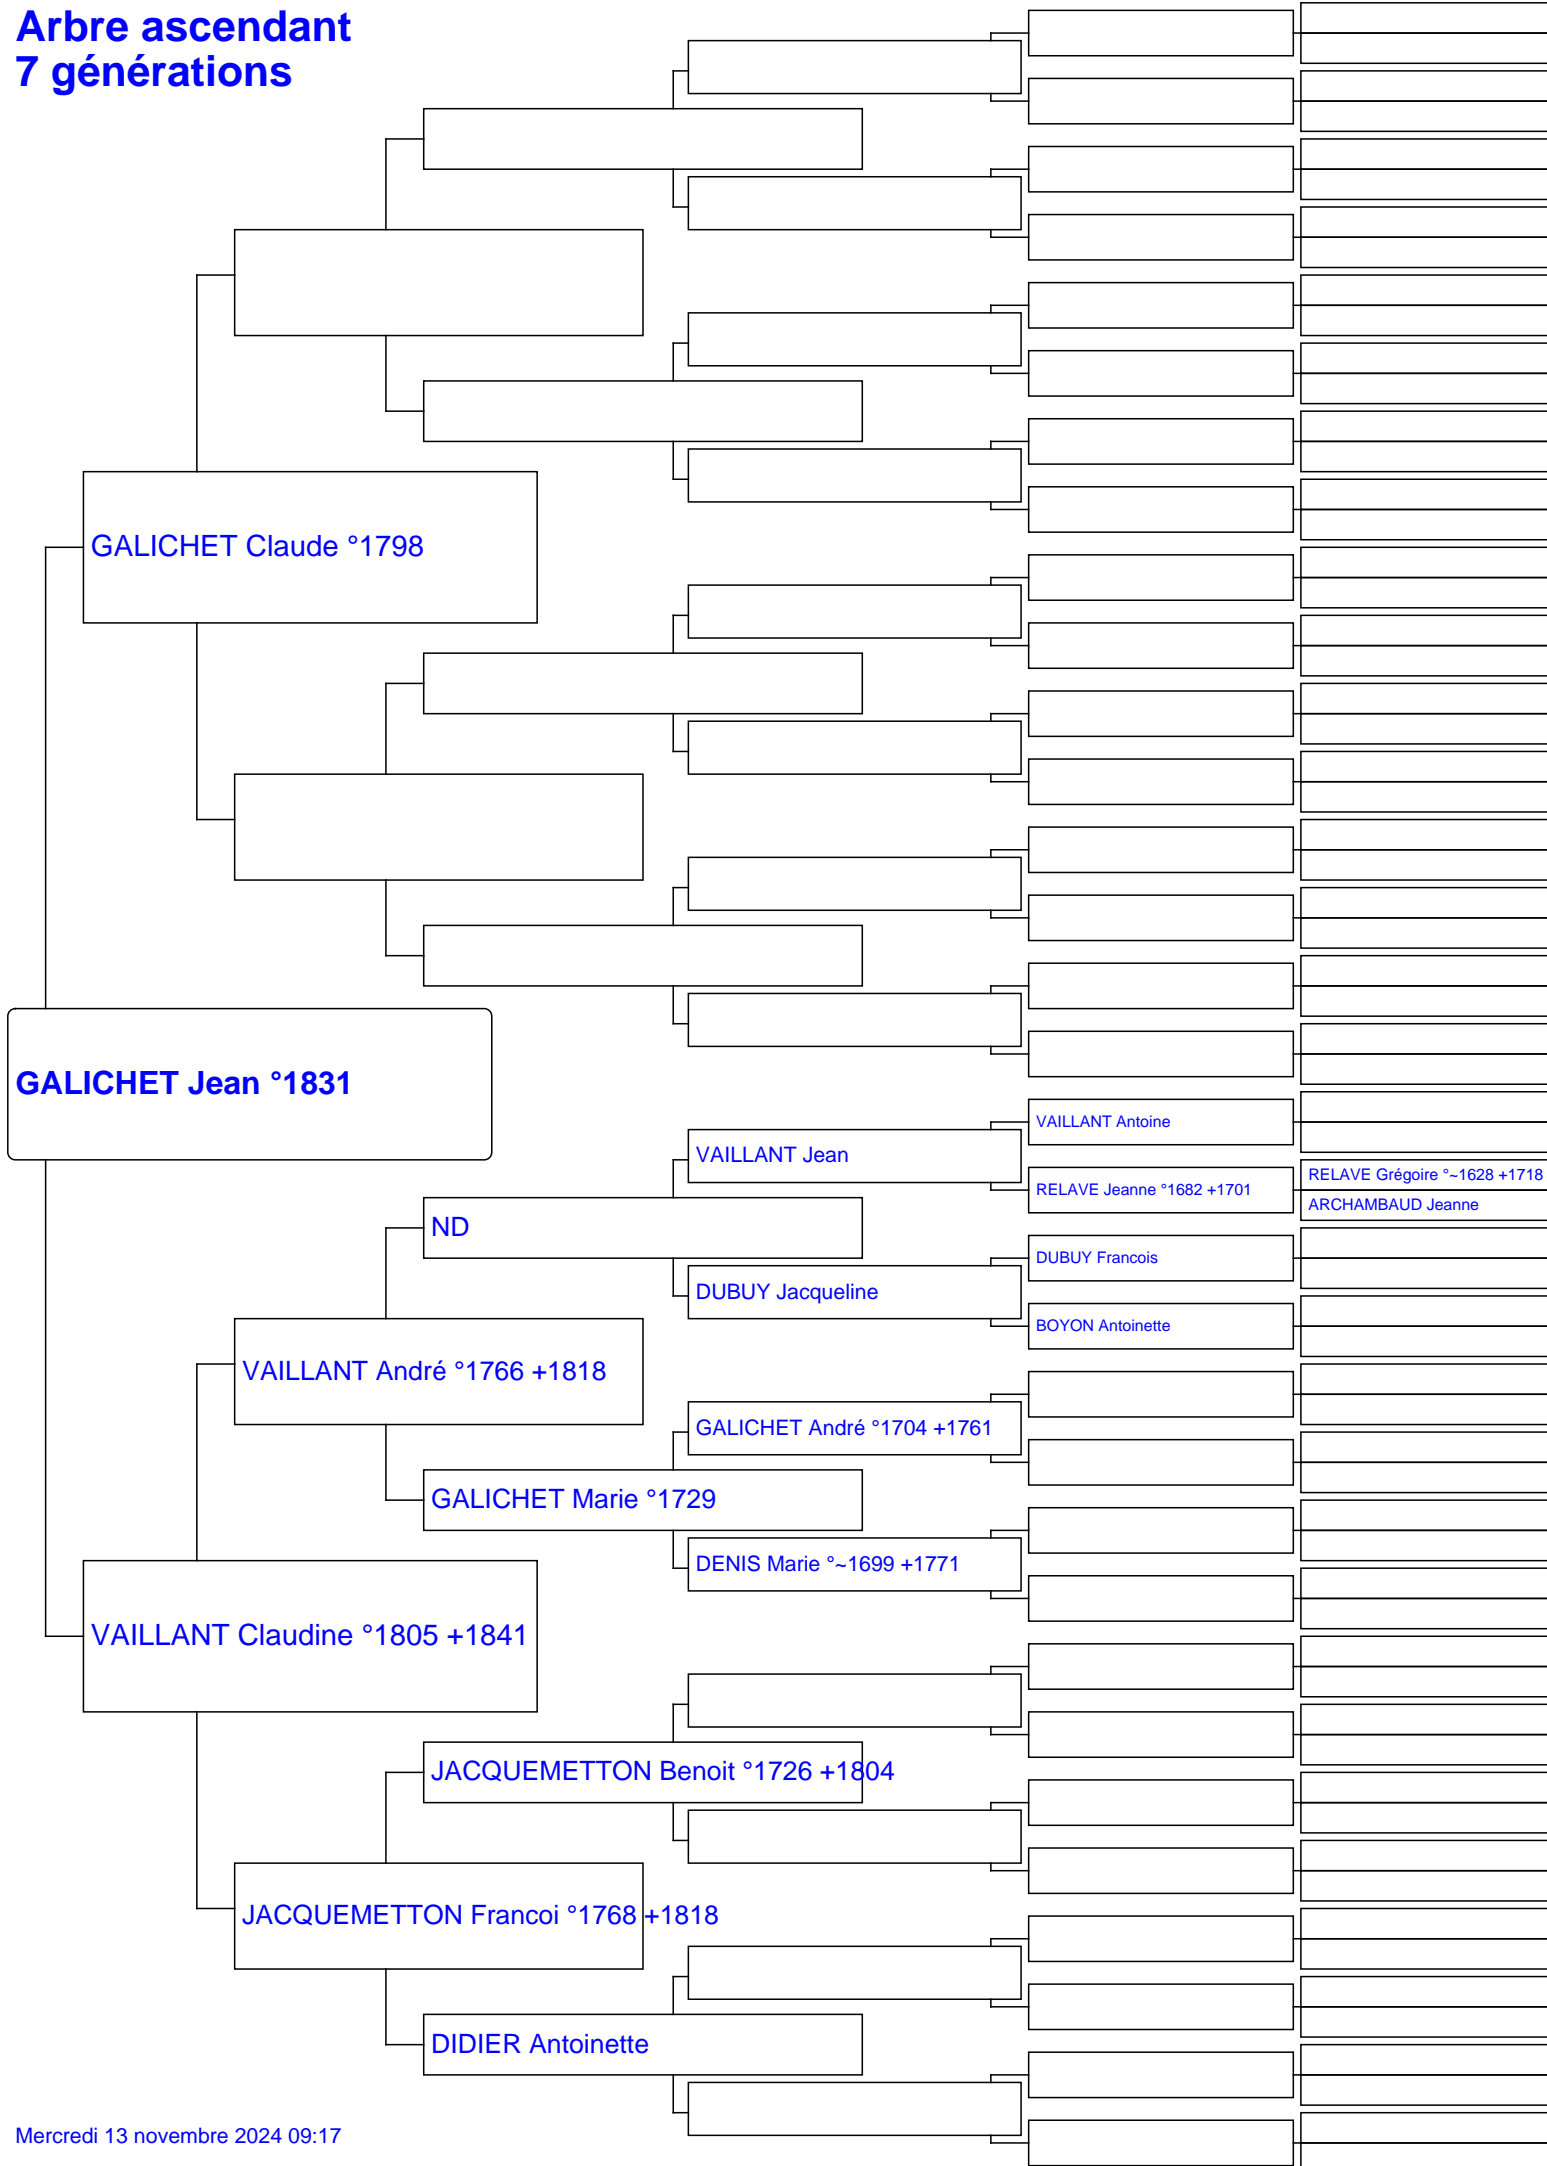 Arbre ascendant
7 générations
GALICHET Claude °1798
GALICHET Jean °1831
VAILLANT Antoine
VAILLANT Jean
RELAVE Grégoire °~1628 +1718
RELAVE Jeanne °1682 +1701
ARCHAMBAUD Jeanne
ND
DUBUY Francois
DUBUY Jacqueline
BOYON Antoinette
VAILLANT André °1766 +1818
GALICHET André °1704 +1761
GALICHET Marie °1729
DENIS Marie °~1699 +1771
VAILLANT Claudine °1805 +1841
JACQUEMETTON Benoit °1726 +1804
JACQUEMETTON Francoi °1768 +1818
DIDIER Antoinette
Mercredi 13 novembre 2024 09:17